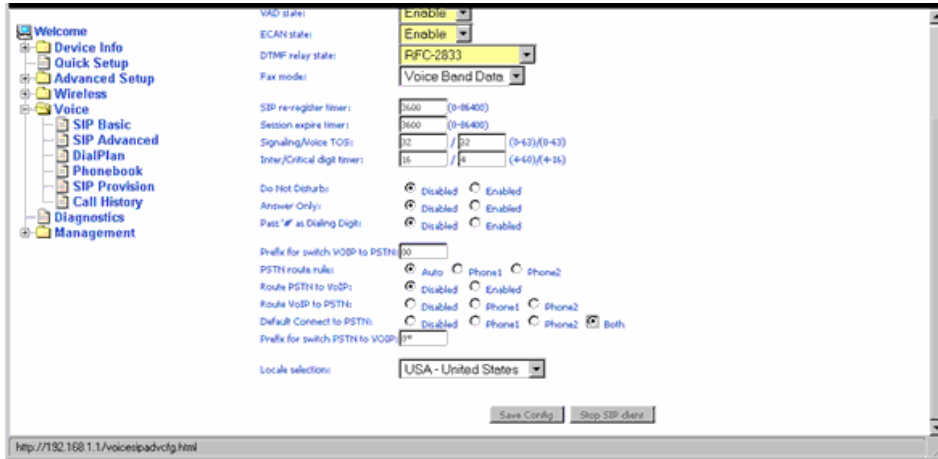 Welcome
Device Info
Quick Setup
Advanced Setup
Wireless
Voice
SIP Basic
SIP Advanced
DialPlan
Phonebook
SIP Provision
Call History
Diagnostics
Management
VAD state: Enable
ECAN state: Enable
DTMF relay state: RFC-2833
Fax mode: Voice Band Data
SIP re-register timer: 3600 (0-86400)
Session expire timer: 3600 (0-86400)
Signaling/Voice TOS: 32 / 32 (0-63)/(0-63)
Inter/Critical digit timer: 16 / 4 (4-60)/(4-16)
Do Not Disturb: Disabled Enabled
Answer Only: Disabled Enabled
Pass '#' as Dialing Digit: Disabled Enabled
Prefix for switch VOIP to PSTN: 00
PSTN route rule: Auto Phone1 Phone2
Route PSTN to VoIP: Disabled Enabled
Route VoIP to PSTN: Disabled Phone1 Phone2
Default Connect to PSTN: Disabled Phone1 Phone2 Both
Prefix for switch PSTN to VOIP: 0*
Locale selection: USA - United States
Save Config Stop SIP client
http://192.168.1.1/voicesipadvcfg.html